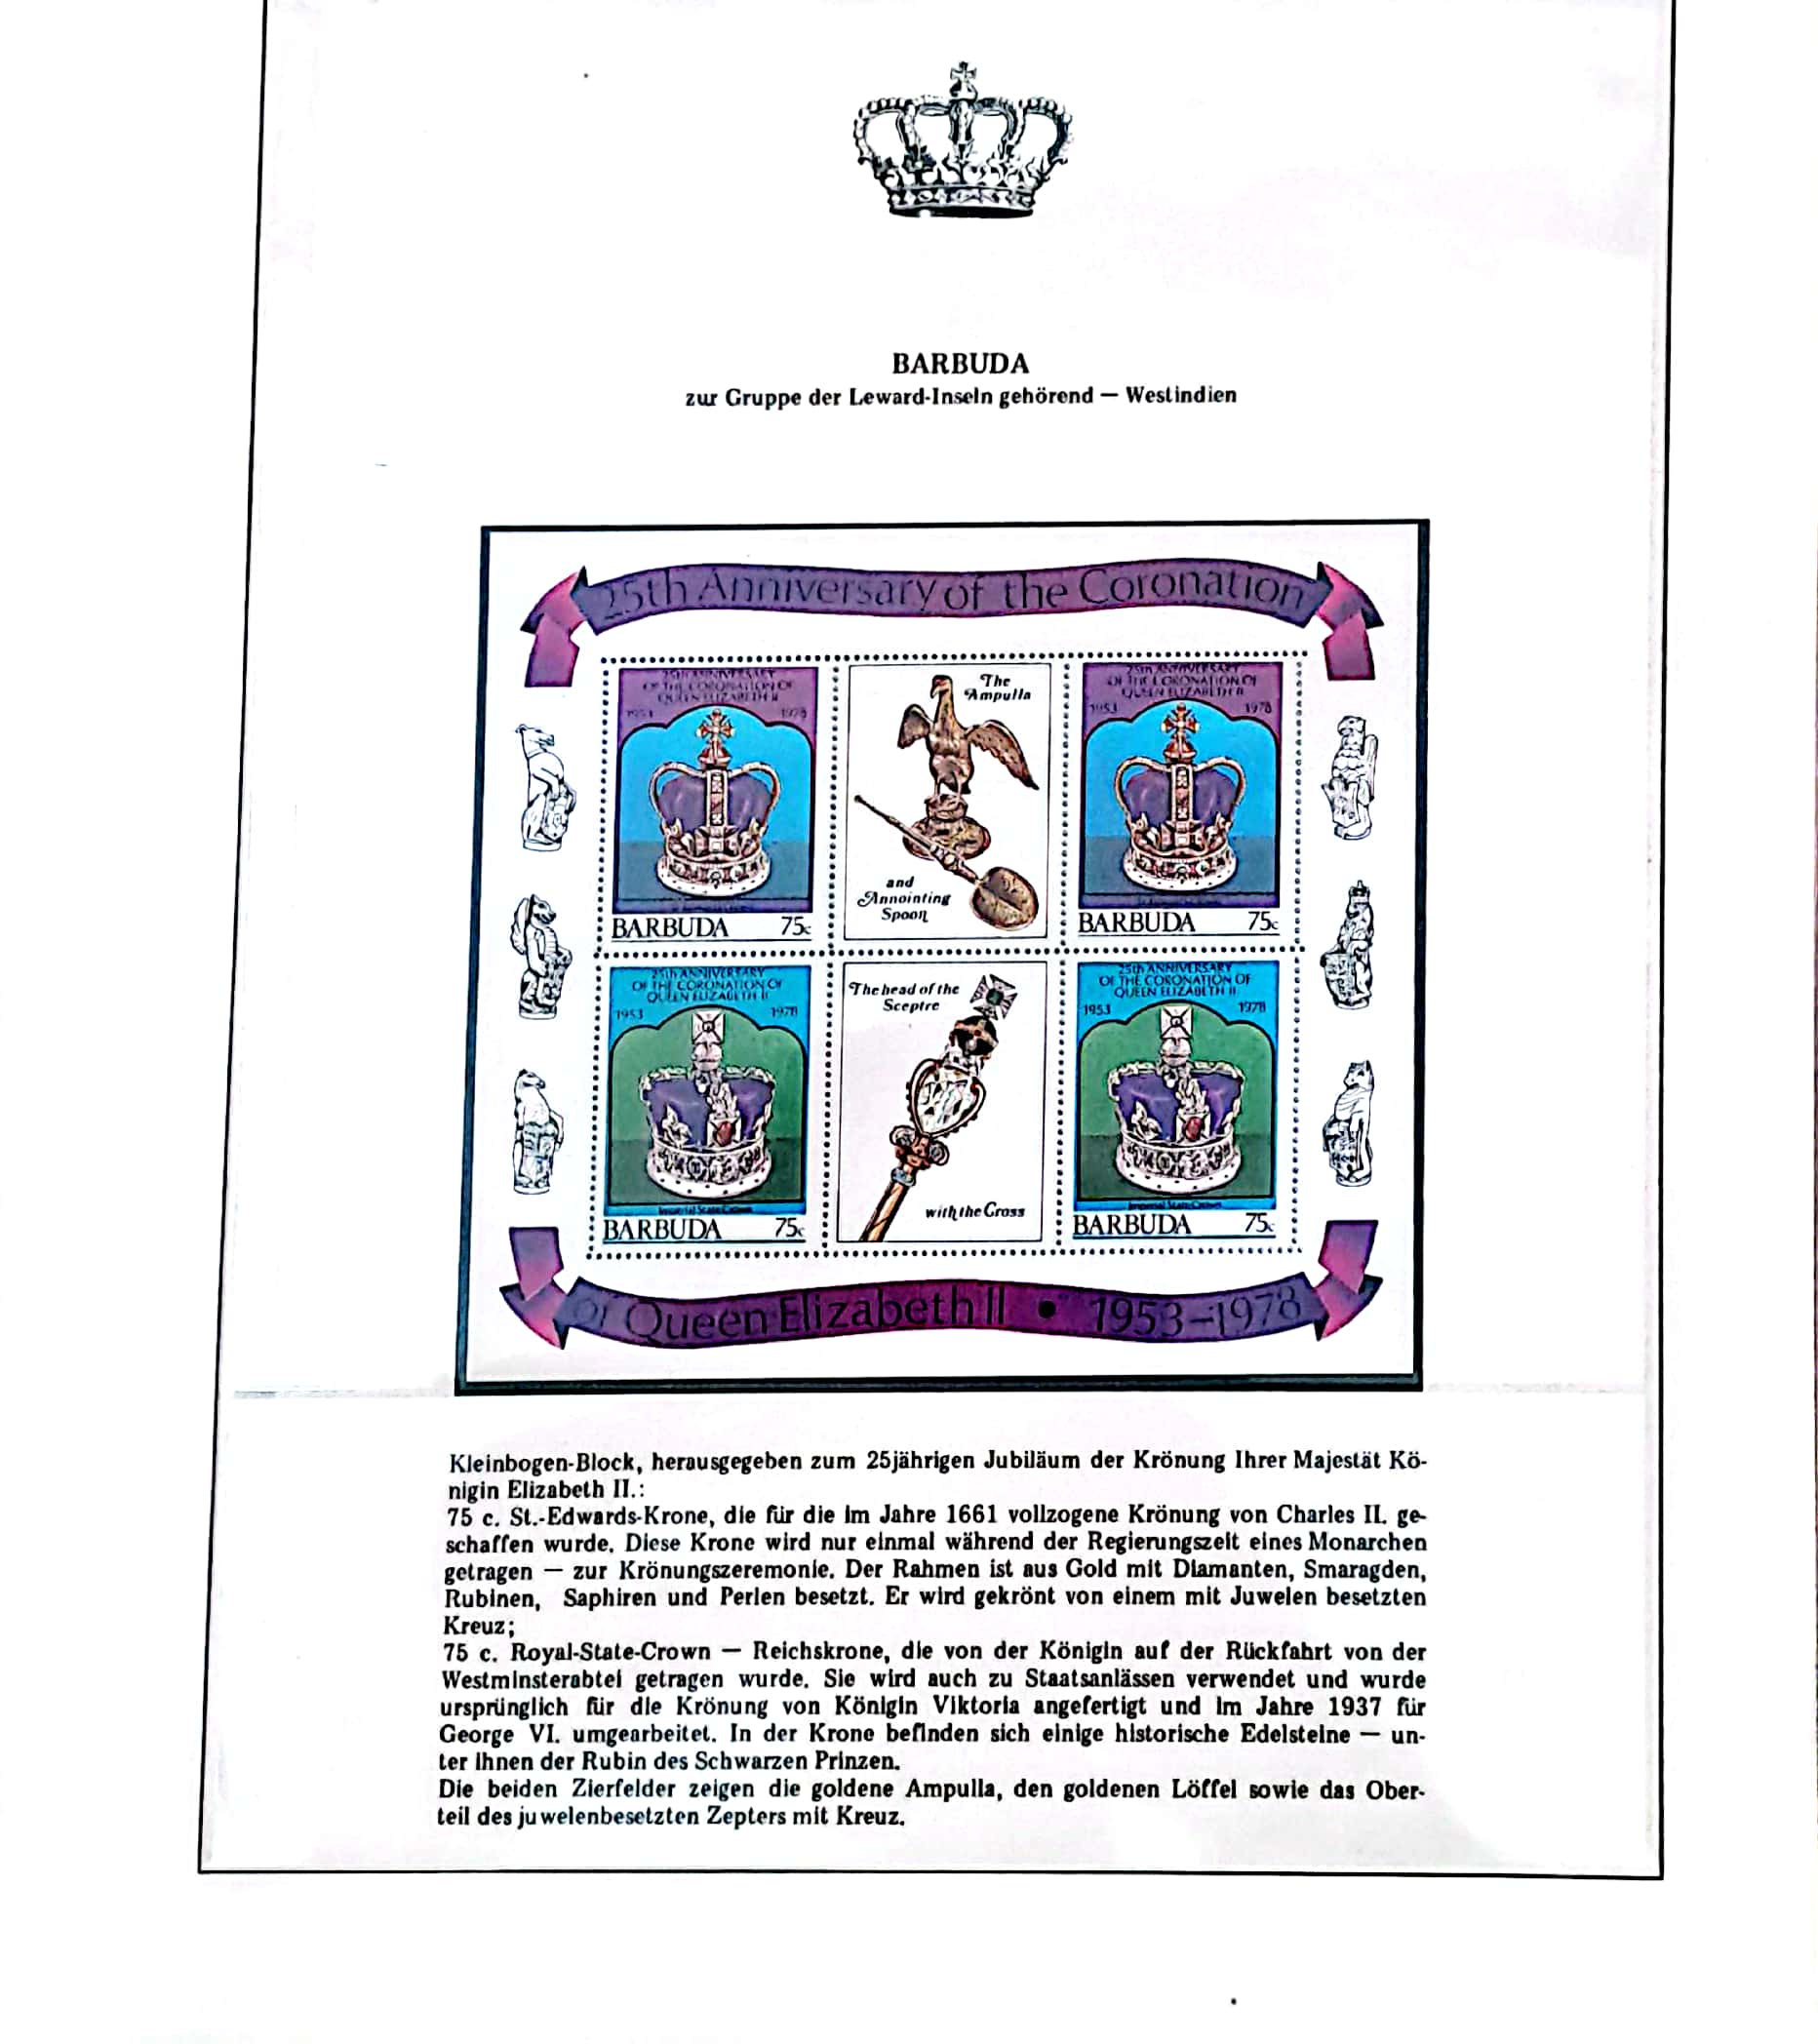 BARBUDA
zur Gruppe der Leward-Inseln gehörend — Westindien
25th Anniversary of the Coronation
25th ANNIVERSARY
OF THE CORONATION OF
QUEEN ELIZABETH II
1953 1978
BARBUDA 75c
The
Ampulla
and
Annointing
Spoon
25th ANNIVERSARY
OF THE CORONATION OF
QUEEN ELIZABETH II
1953 1978
BARBUDA 75c
25th ANNIVERSARY
OF THE CORONATION OF
QUEEN ELIZABETH II
1953 1978
Imperial State Crown
BARBUDA 75c
The head of the
Sceptre
with the Cross
25th ANNIVERSARY
OF THE CORONATION OF
QUEEN ELIZABETH II
1953 1978
Imperial State Crown
BARBUDA 75c
of Queen Elizabeth II • 1953–1978
Kleinbogen-Block, herausgegeben zum 25jährigen Jubiläum der Krönung Ihrer Majestät Kö-
nigin Elizabeth II.:
75 c. St.-Edwards-Krone, die für die im Jahre 1661 vollzogene Krönung von Charles II. ge-
schaffen wurde. Diese Krone wird nur einmal während der Regierungszeit eines Monarchen
getragen — zur Krönungszeremonie. Der Rahmen ist aus Gold mit Diamanten, Smaragden,
Rubinen, Saphiren und Perlen besetzt. Er wird gekrönt von einem mit Juwelen besetzten
Kreuz;
75 c. Royal-State-Crown — Reichskrone, die von der Königin auf der Rückfahrt von der
Westminsterabtei getragen wurde. Sie wird auch zu Staatsanlässen verwendet und wurde
ursprünglich für die Krönung von Königin Viktoria angefertigt und im Jahre 1937 für
George VI. umgearbeitet. In der Krone befinden sich einige historische Edelsteine — un-
ter ihnen der Rubin des Schwarzen Prinzen.
Die beiden Zierfelder zeigen die goldene Ampulla, den goldenen Löffel sowie das Ober-
teil des juwelenbesetzten Zepters mit Kreuz.